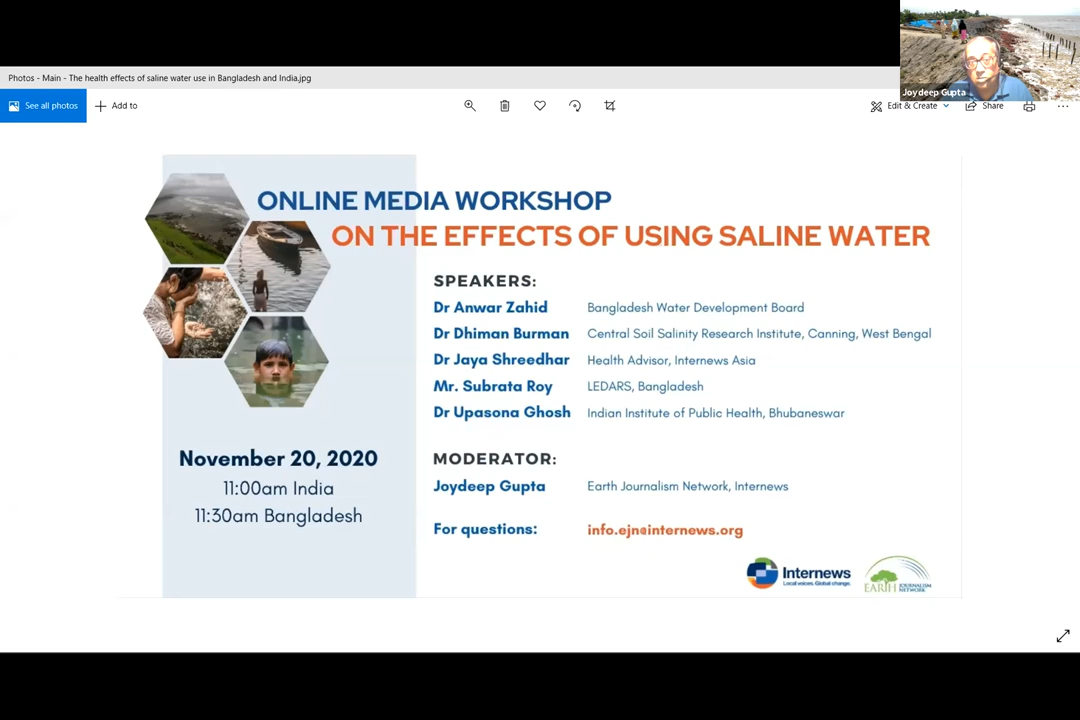 Photos - Main - The health effects of saline water use in Bangladesh and India.jpg
Joydeep Gupta
See all photos
Add to
Edit & Create
Share
ONLINE MEDIA WORKSHOP
ON THE EFFECTS OF USING SALINE WATER
SPEAKERS:
Dr Anwar Zahid Bangladesh Water Development Board
Dr Dhiman Burman Central Soil Salinity Research Institute, Canning, West Bengal
Dr Jaya Shreedhar Health Advisor, Internews Asia
Mr. Subrata Roy LEDARS, Bangladesh
Dr Upasona Ghosh Indian Institute of Public Health, Bhubaneswar
November 20, 2020
11:00am India
11:30am Bangladesh
MODERATOR:
Joydeep Gupta Earth Journalism Network, Internews
For questions: info.ejn@internews.org
Internews
Local voices. Global change.
EARTH JOURNALISM
NETWORK